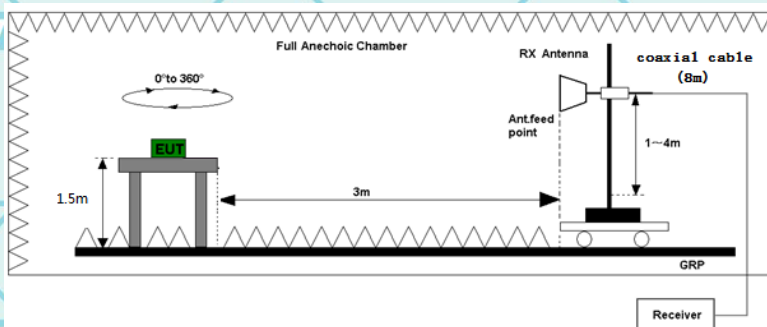 Full Anechoic Chamber
RX Antenna
coaxial cable
(8m)
0°to 360°
Ant.feed
point
1~4m
EUT
1.5m
3m
GRP
Receiver